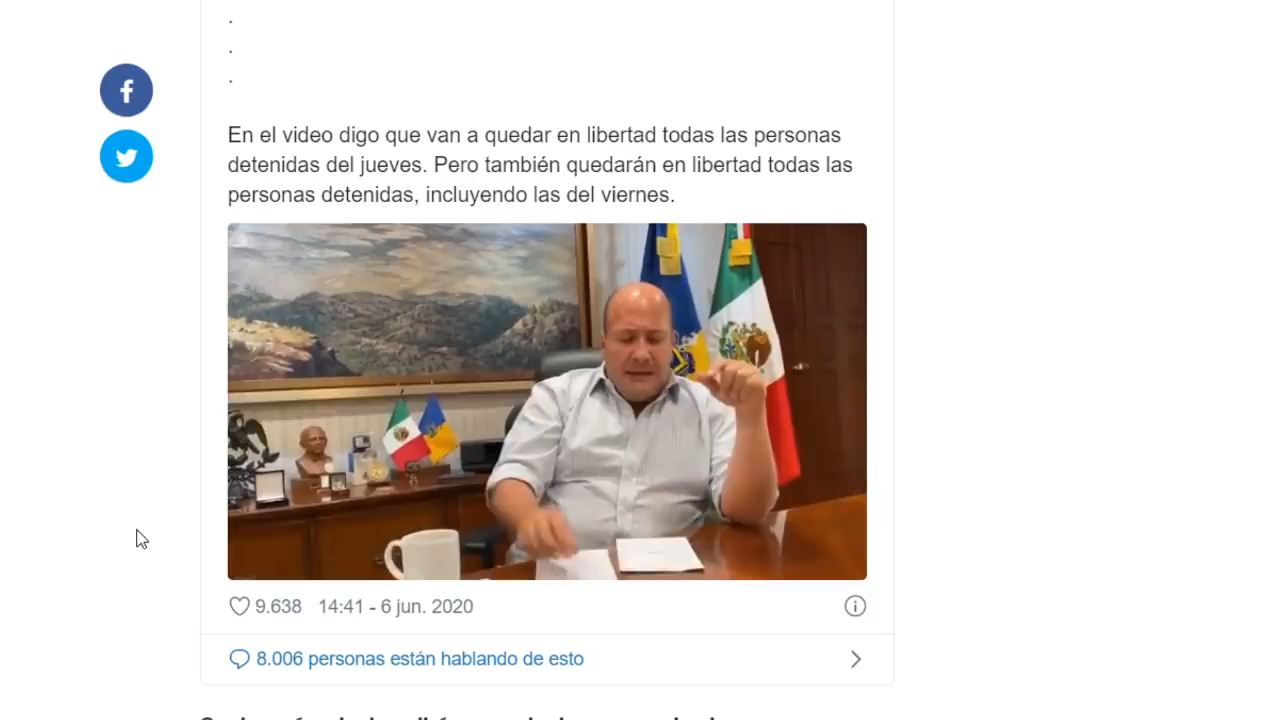 .
.
.
En el video digo que van a quedar en libertad todas las personas
detenidas del jueves. Pero también quedarán en libertad todas las
personas detenidas, incluyendo las del viernes.
9.638 14:41 - 6 jun. 2020
8.006 personas están hablando de esto